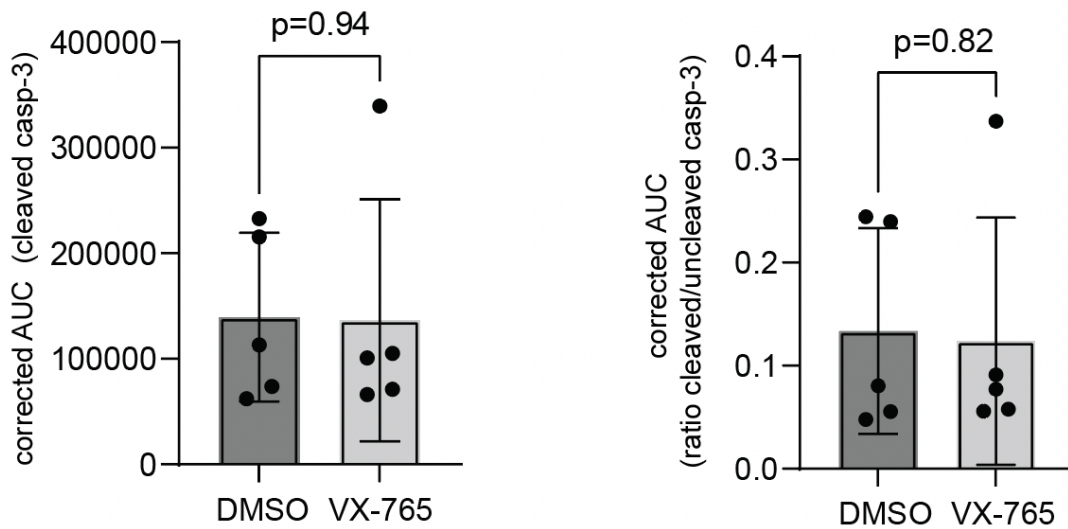 p=0.94
corrected AUC (cleaved casp-3)
400000
300000
200000
100000
0
DMSO VX-765
p=0.82
corrected AUC
(ratio cleaved/uncleaved casp-3)
0.4
0.3
0.2
0.1
0.0
DMSO VX-765